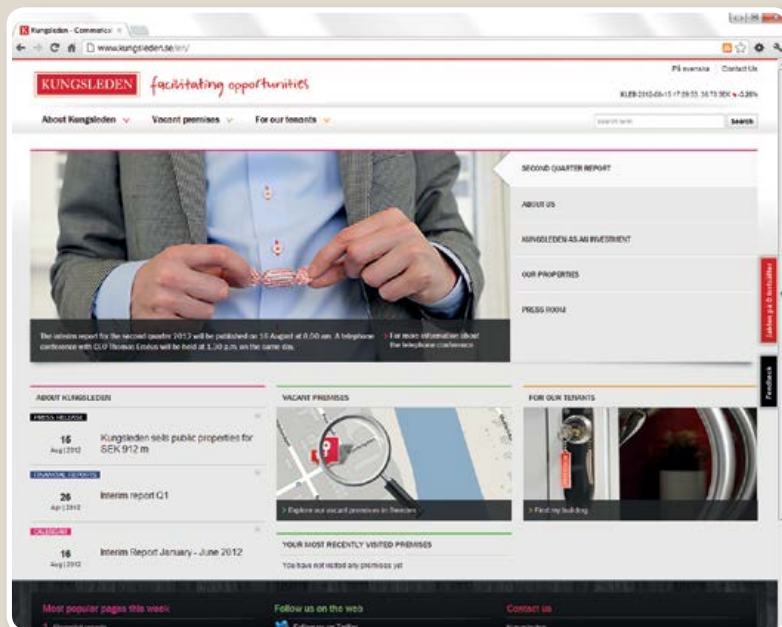 Kungsleden - Commerical
www.kungsleden.se/en/
På svenska Contact Us
KUNGSLEDEN facilitating opportunities
About Kungsleden Vacant premises For our tenants
Search
SECOND QUARTER REPORT
ABOUT US
KUNGSLEDEN AS AN INVESTMENT
OUR PROPERTIES
PRESS ROOM
The interim report for the second quarter 2012 will be published on 16 August at 8.00 am. A telephone
conference with CEO Thomas Erséus will be held at 1.30 p.m. on the same day.
For more information about
the telephone conference
Feedback
ABOUT KUNGSLEDEN
PRESS RELEASE
15
Aug | 2012
Kungsleden sells public properties for
SEK 912 m
FINANCIAL REPORTS
26
Apr | 2012
Interim report Q1
CALENDAR
16
Aug | 2012
Interim Report January - June 2012
VACANT PREMISES
> Explore our vacant premises in Sweden
YOUR MOST RECENTLY VISITED PREMISES
You have not visited any premises yet
FOR OUR TENANTS
> Find my building
Most popular pages this week
Follow us on the web
Contact us